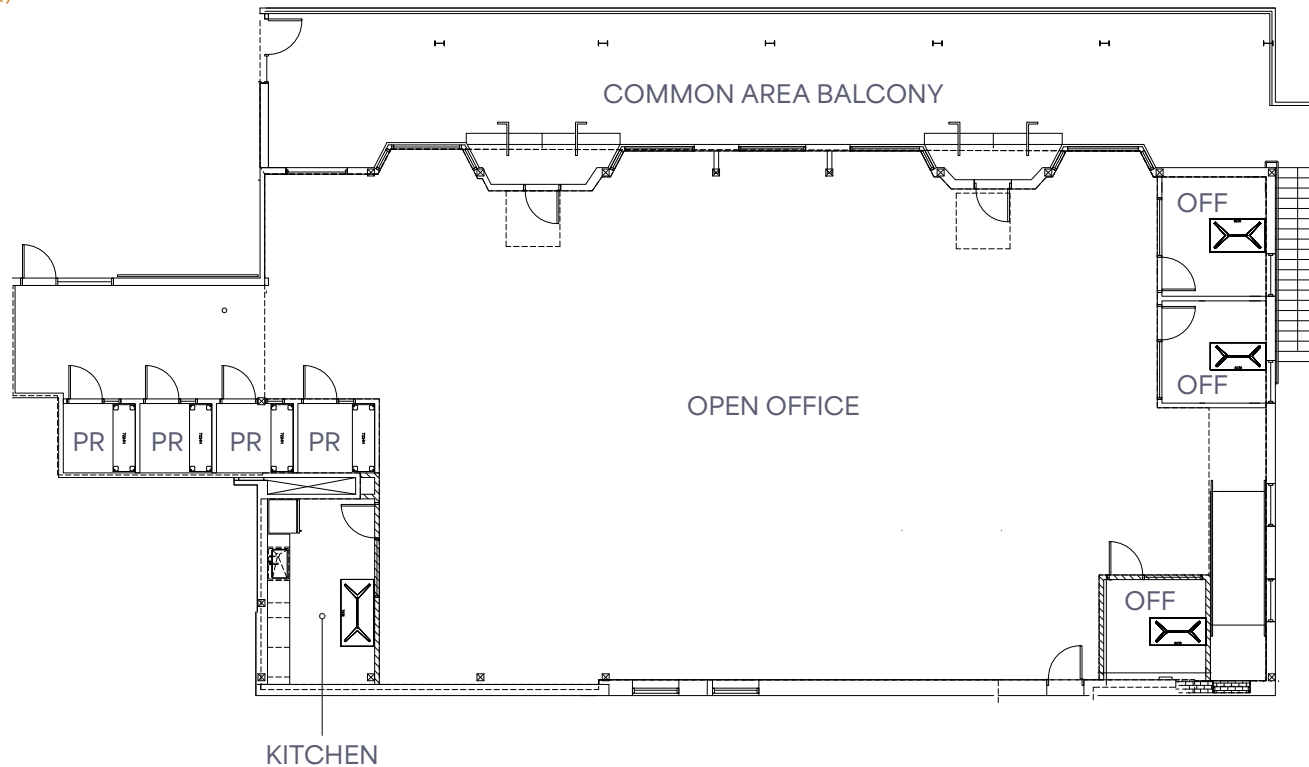 COMMON AREA BALCONY
OFF
OFF
OPEN OFFICE
PR PR PR PR
OFF
KITCHEN